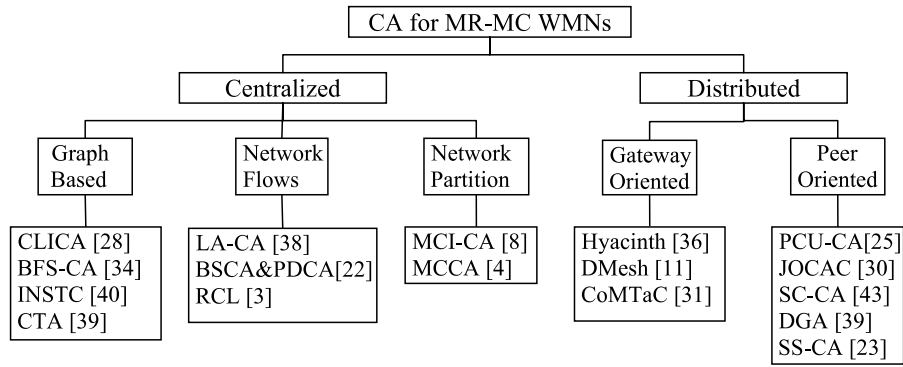 CA for MR-MC WMNs
Centralized
Distributed
Graph
Based
Network
Flows
Network
Partition
Gateway
Oriented
Peer
Oriented
CLICA [28]
BFS-CA [34]
INSTC [40]
CTA [39]
LA-CA [38]
BSCA&PDCA[22]
RCL [3]
MCI-CA [8]
MCCA [4]
Hyacinth [36]
DMesh [11]
CoMTaC [31]
PCU-CA[25]
JOCAC [30]
SC-CA [43]
DGA [39]
SS-CA [23]